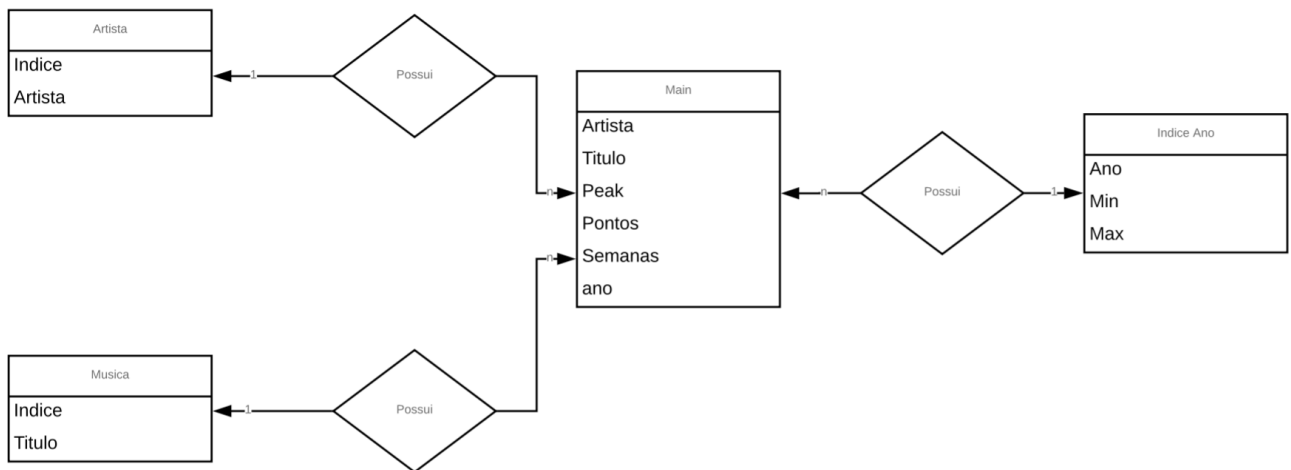 Artista
Indice
Artista
1
Possui
n
Main
Artista
Titulo
Peak
Pontos
Semanas
ano
n
Possui
1
Indice Ano
Ano
Min
Max
Musica
Indice
Titulo
1
Possui
n